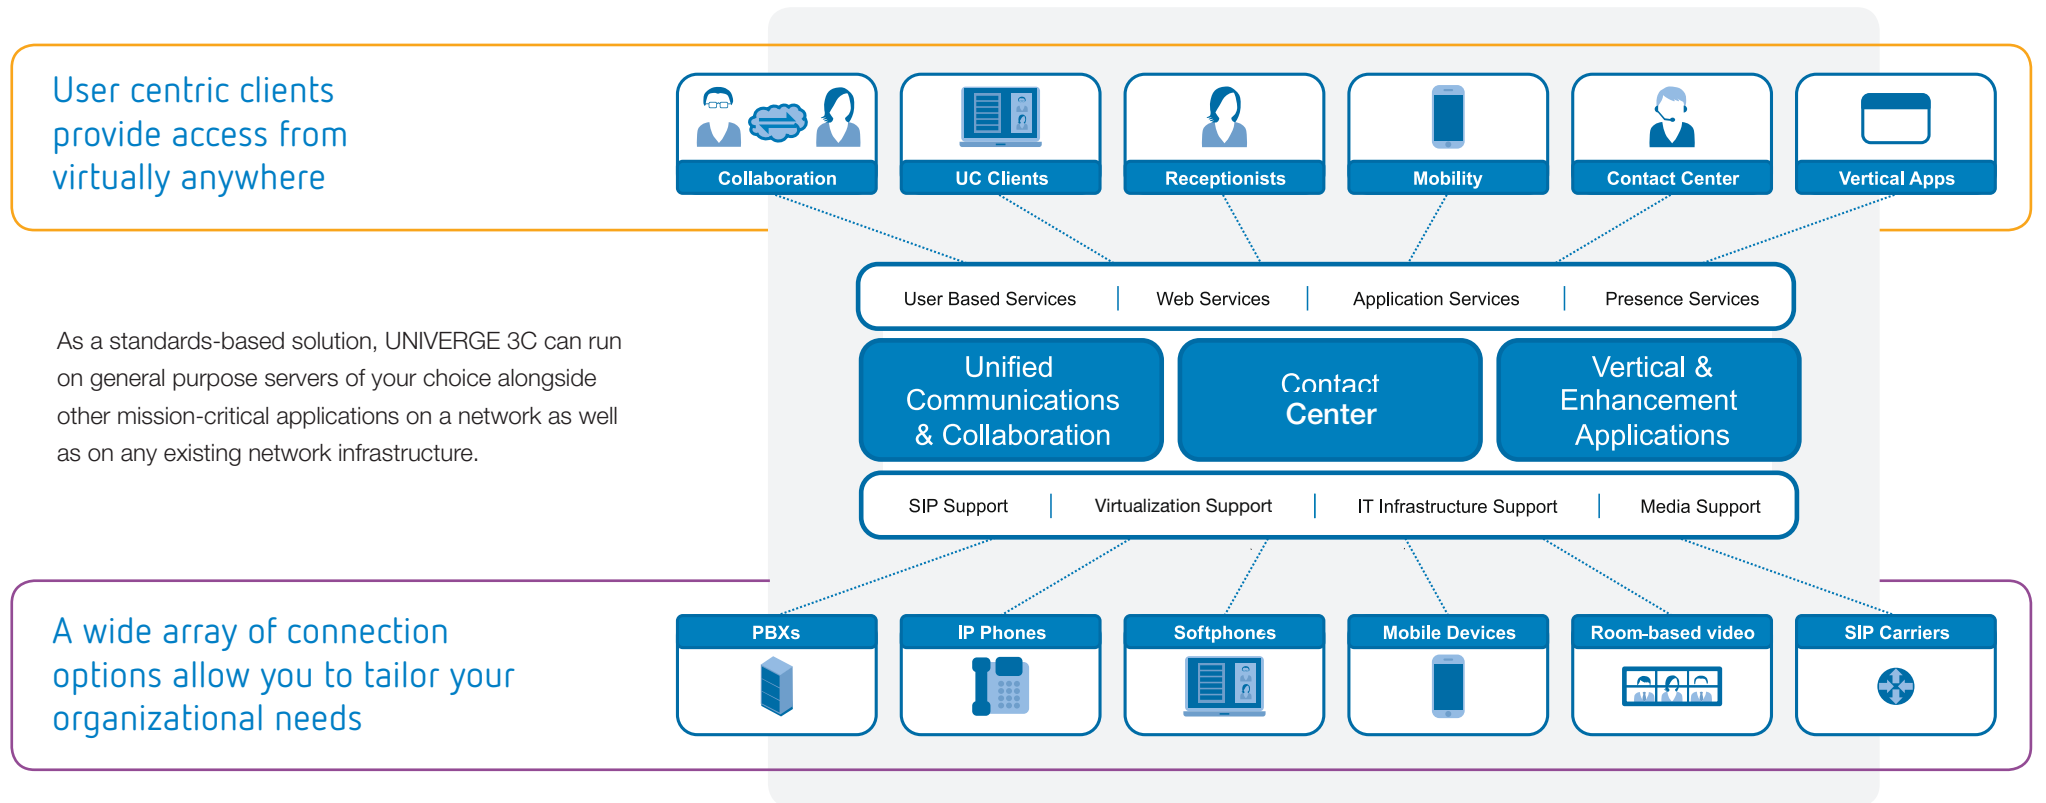 User centric clients
provide access from
virtually anywhere
Collaboration
UC Clients
Receptionists
Mobility
Contact Center
Vertical Apps
User Based Services
Web Services
Application Services
Presence Services
As a standards-based solution, UNIVERGE 3C can run
on general purpose servers of your choice alongside
other mission-critical applications on a network as well
as on any existing network infrastructure.
Unified
Communications
& Collaboration
Contact
Center
Vertical &
Enhancement
Applications
SIP Support
Virtualization Support
IT Infrastructure Support
Media Support
A wide array of connection
options allow you to tailor your
organizational needs
PBXs
IP Phones
Softphones
Mobile Devices
Room-based video
SIP Carriers